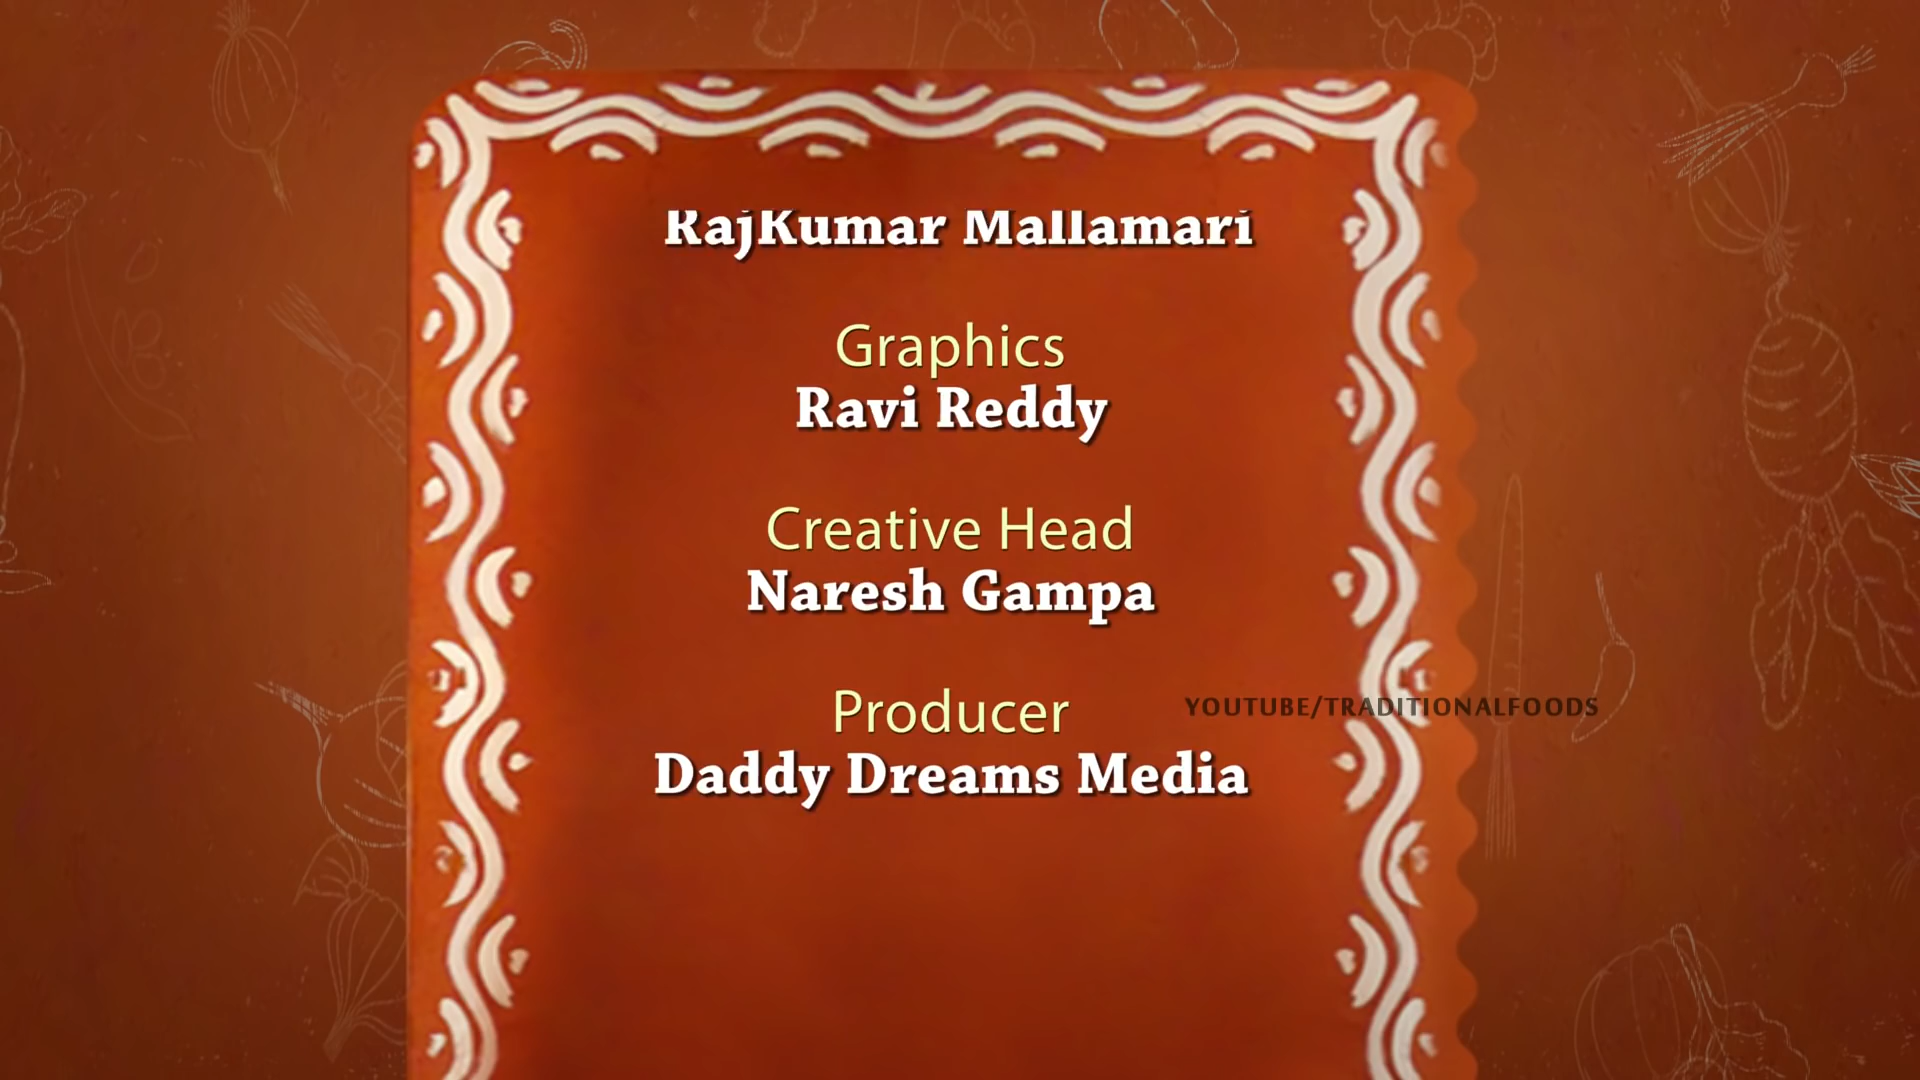 RajKumar Mallamari
Graphics
Ravi Reddy
Creative Head
Naresh Gampa
Producer
YOUTUBE/TRADITIONALFOODS
Daddy Dreams Media